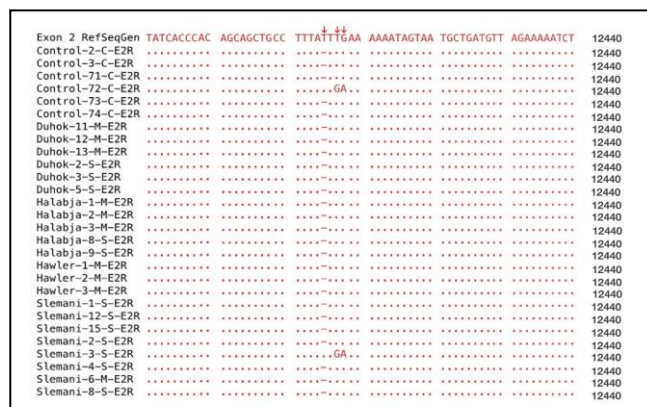 ↓ ↓↓
Exon 2 RefSeqGen TATCACCCAC AGCAGCTGCC TTTATTTGAA AAAATAGTAA TGCTGATGTT AGAAAAATCT 12440
Control-2-C-E2R .......... .......... ....–..... .......... .......... .......... 12440
Control-3-C-E2R .......... .......... ....–..... .......... .......... .......... 12440
Control-71-C-E2R .......... .......... ....–..... .......... .......... .......... 12440
Control-72-C-E2R .......... .......... ......GA.. .......... .......... .......... 12440
Control-73-C-E2R .......... .......... ....–..... .......... .......... .......... 12440
Control-74-C-E2R .......... .......... ....–..... .......... .......... .......... 12440
Duhok-11-M-E2R .......... .......... ....–..... .......... .......... .......... 12440
Duhok-12-M-E2R .......... .......... ....–..... .......... .......... .......... 12440
Duhok-13-M-E2R .......... .......... ....–..... .......... .......... .......... 12440
Duhok-2-S-E2R .......... .......... ....–..... .......... .......... .......... 12440
Duhok-3-S-E2R .......... .......... ....–..... .......... .......... .......... 12440
Duhok-5-S-E2R .......... .......... ....–..... .......... .......... .......... 12440
Halabja-1-M-E2R .......... .......... ....–..... .......... .......... .......... 12440
Halabja-2-M-E2R .......... .......... ....–..... .......... .......... .......... 12440
Halabja-3-M-E2R .......... .......... ....–..... .......... .......... .......... 12440
Halabja-8-S-E2R .......... .......... ....–..... .......... .......... .......... 12440
Halabja-9-S-E2R .......... .......... ....–..... .......... .......... .......... 12440
Hawler-1-M-E2R .......... .......... ....–..... .......... .......... .......... 12440
Hawler-2-M-E2R .......... .......... ....–..... .......... .......... .......... 12440
Hawler-3-M-E2R .......... .......... ....–..... .......... .......... .......... 12440
Slemani-1-S-E2R .......... .......... ....–..... .......... .......... .......... 12440
Slemani-12-S-E2R .......... .......... ....–..... .......... .......... .......... 12440
Slemani-15-S-E2R .......... .......... ....–..... .......... .......... .......... 12440
Slemani-2-S-E2R .......... .......... ....–..... .......... .......... .......... 12440
Slemani-3-S-E2R .......... .......... ......GA.. .......... .......... .......... 12440
Slemani-4-S-E2R .......... .......... ....–..... .......... .......... .......... 12440
Slemani-6-M-E2R .......... .......... ....–..... .......... .......... .......... 12440
Slemani-8-S-E2R .......... .......... ....–..... .......... .......... .......... 12440